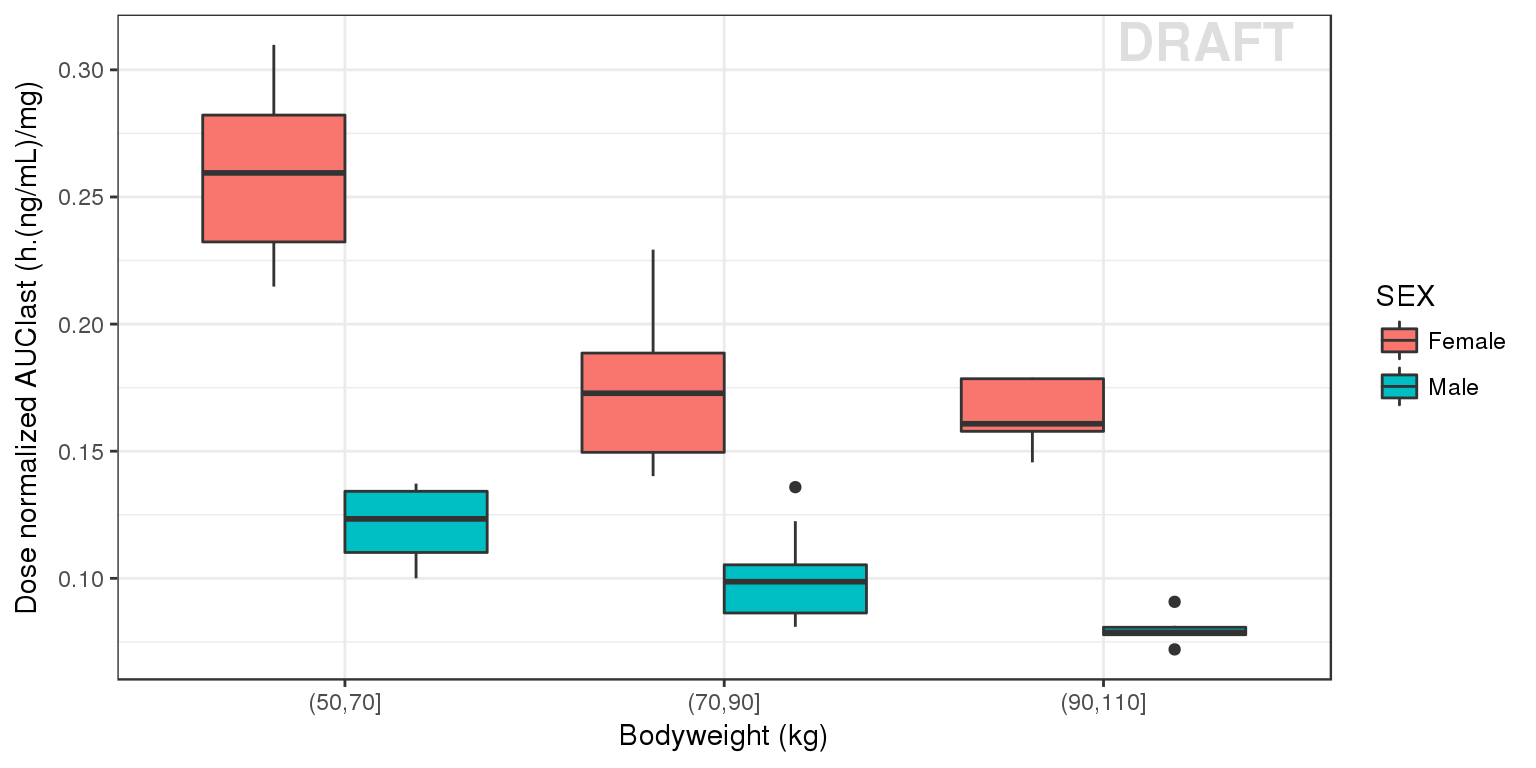 DRAFT
0.30
0.25
0.20
0.15
0.10
Dose normalized AUClast (h.(ng/mL)/mg)
(50,70]
(70,90]
(90,110]
Bodyweight (kg)
SEX
Female
Male